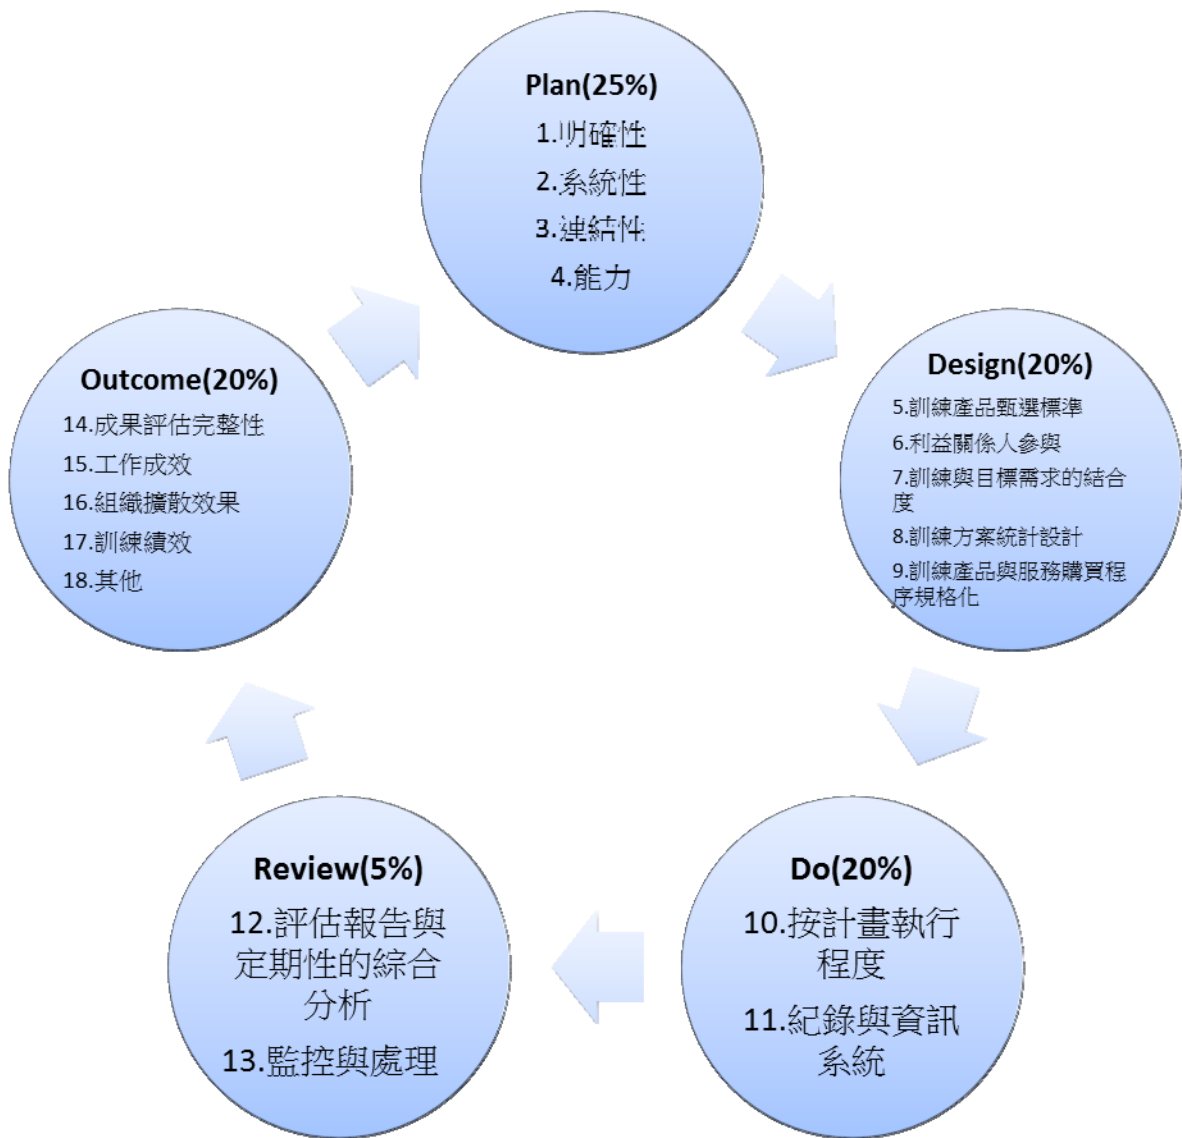 Plan(25%)
1.明確性
2.系統性
3.連結性
4.能力
Design(20%)
5.訓練產品甄選標準
6.利益關係人參與
7.訓練與目標需求的結合
度
8.訓練方案統計設計
9.訓練產品與服務購買程
序規格化
Do(20%)
10.按計畫執行
程度
11.紀錄與資訊
系統
Review(5%)
12.評估報告與
定期性的綜合
分析
13.監控與處理
Outcome(20%)
14.成果評估完整性
15.工作成效
16.組織擴散效果
17.訓練績效
18.其他